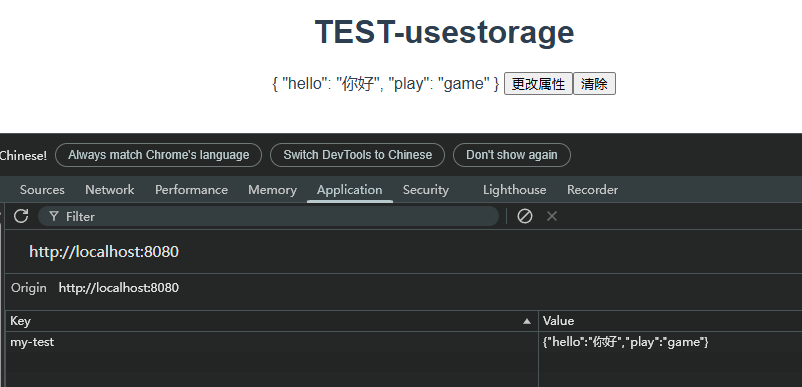 TEST-usestorage
{ "hello": "你好", "play": "game" } 更改属性 清除
Chinese! Always match Chrome's language Switch DevTools to Chinese Don't show again
Sources Network Performance Memory Application Security Lighthouse Recorder
Filter
http://localhost:8080
Origin http://localhost:8080
Key Value
my-test {"hello":"你好","play":"game"}